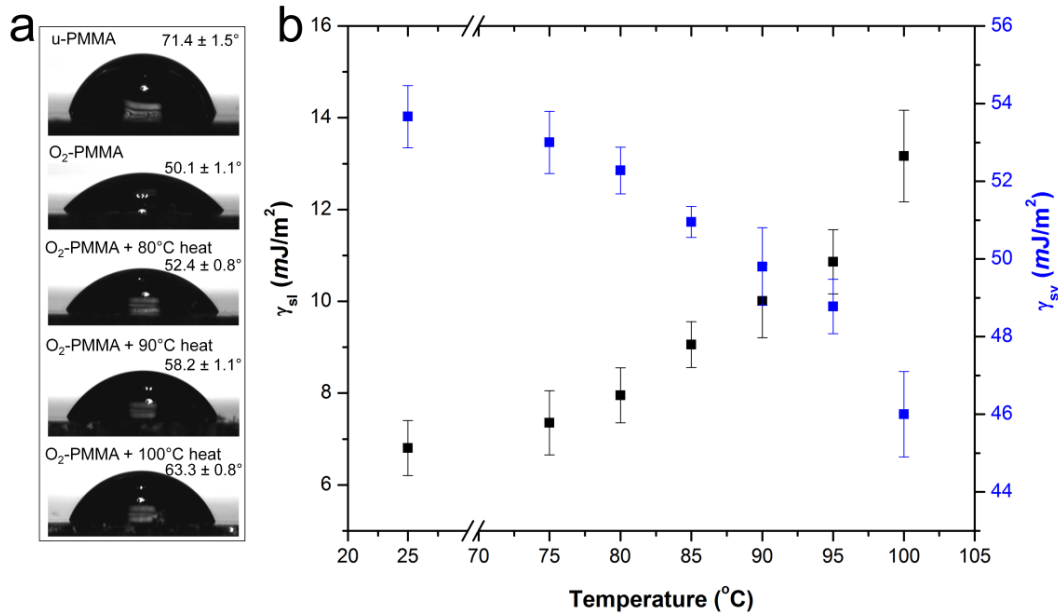 a
u-PMMA
71.4 ± 1.5°
O₂-PMMA
50.1 ± 1.1°
O₂-PMMA + 80°C heat
52.4 ± 0.8°
O₂-PMMA + 90°C heat
58.2 ± 1.1°
O₂-PMMA + 100°C heat
63.3 ± 0.8°
b
16
14
12
10
8
6
γsl (mJ/m²)
56
54
52
50
48
46
44
γsv (mJ/m²)
20 25 70 75 80 85 90 95 100 105
Temperature (°C)